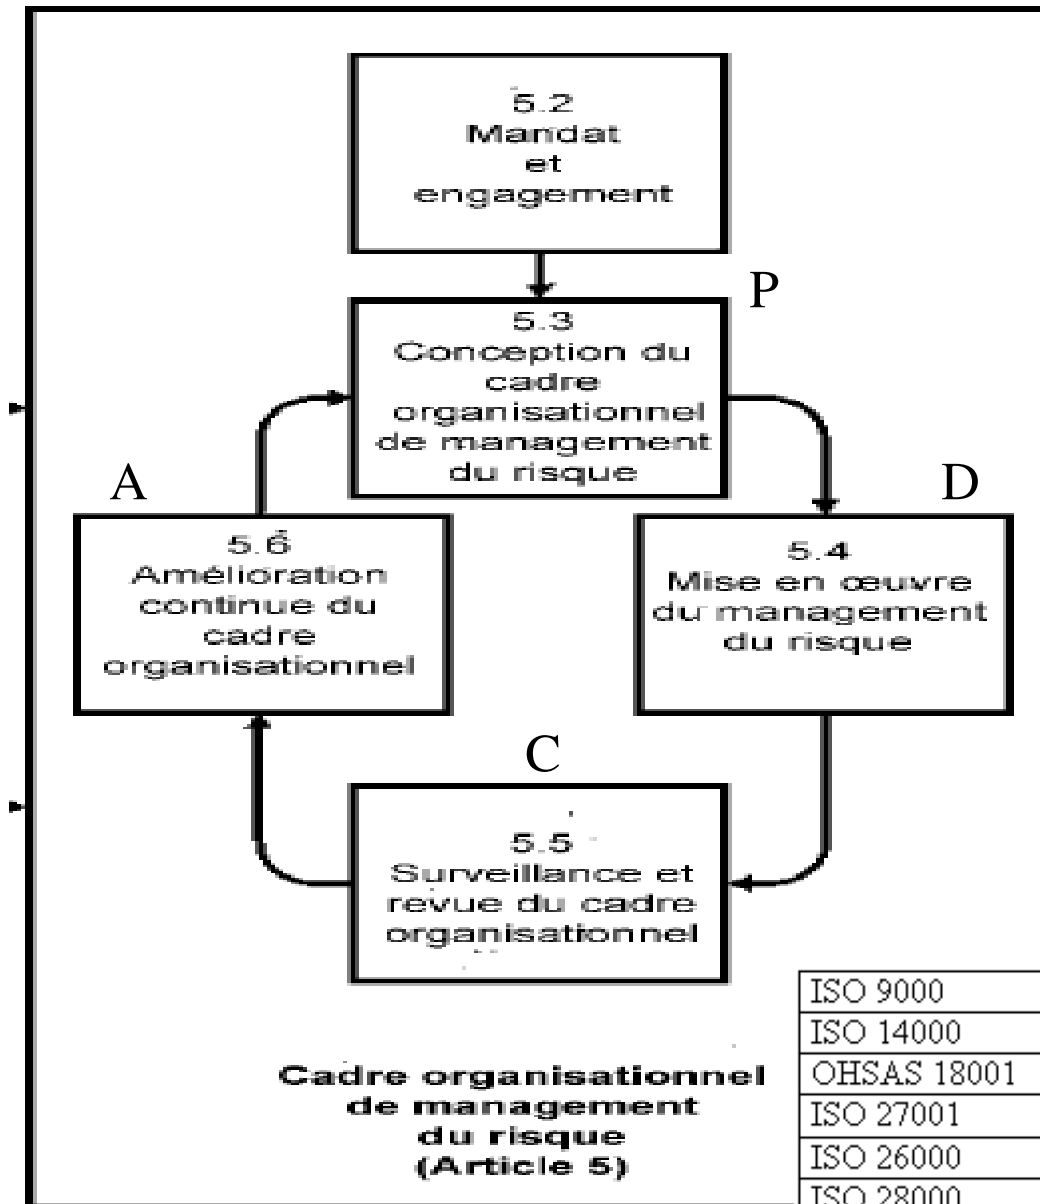 5.2
Mandat
et
engagement
P
5.3
Conception du
cadre
organisationnel
de management
du risque
A
D
5.6
Amélioration
continue du
cadre
organisationnel
5.4
Mise en œuvre
du management
du risque
C
5.5
Surveillance et
revue du cadre
organisationnel
Cadre organisationnel
de management
du risque
(Article 5)
ISO 9000
ISO 14000
OHSAS 18001
ISO 27001
ISO 26000
ISO 28000